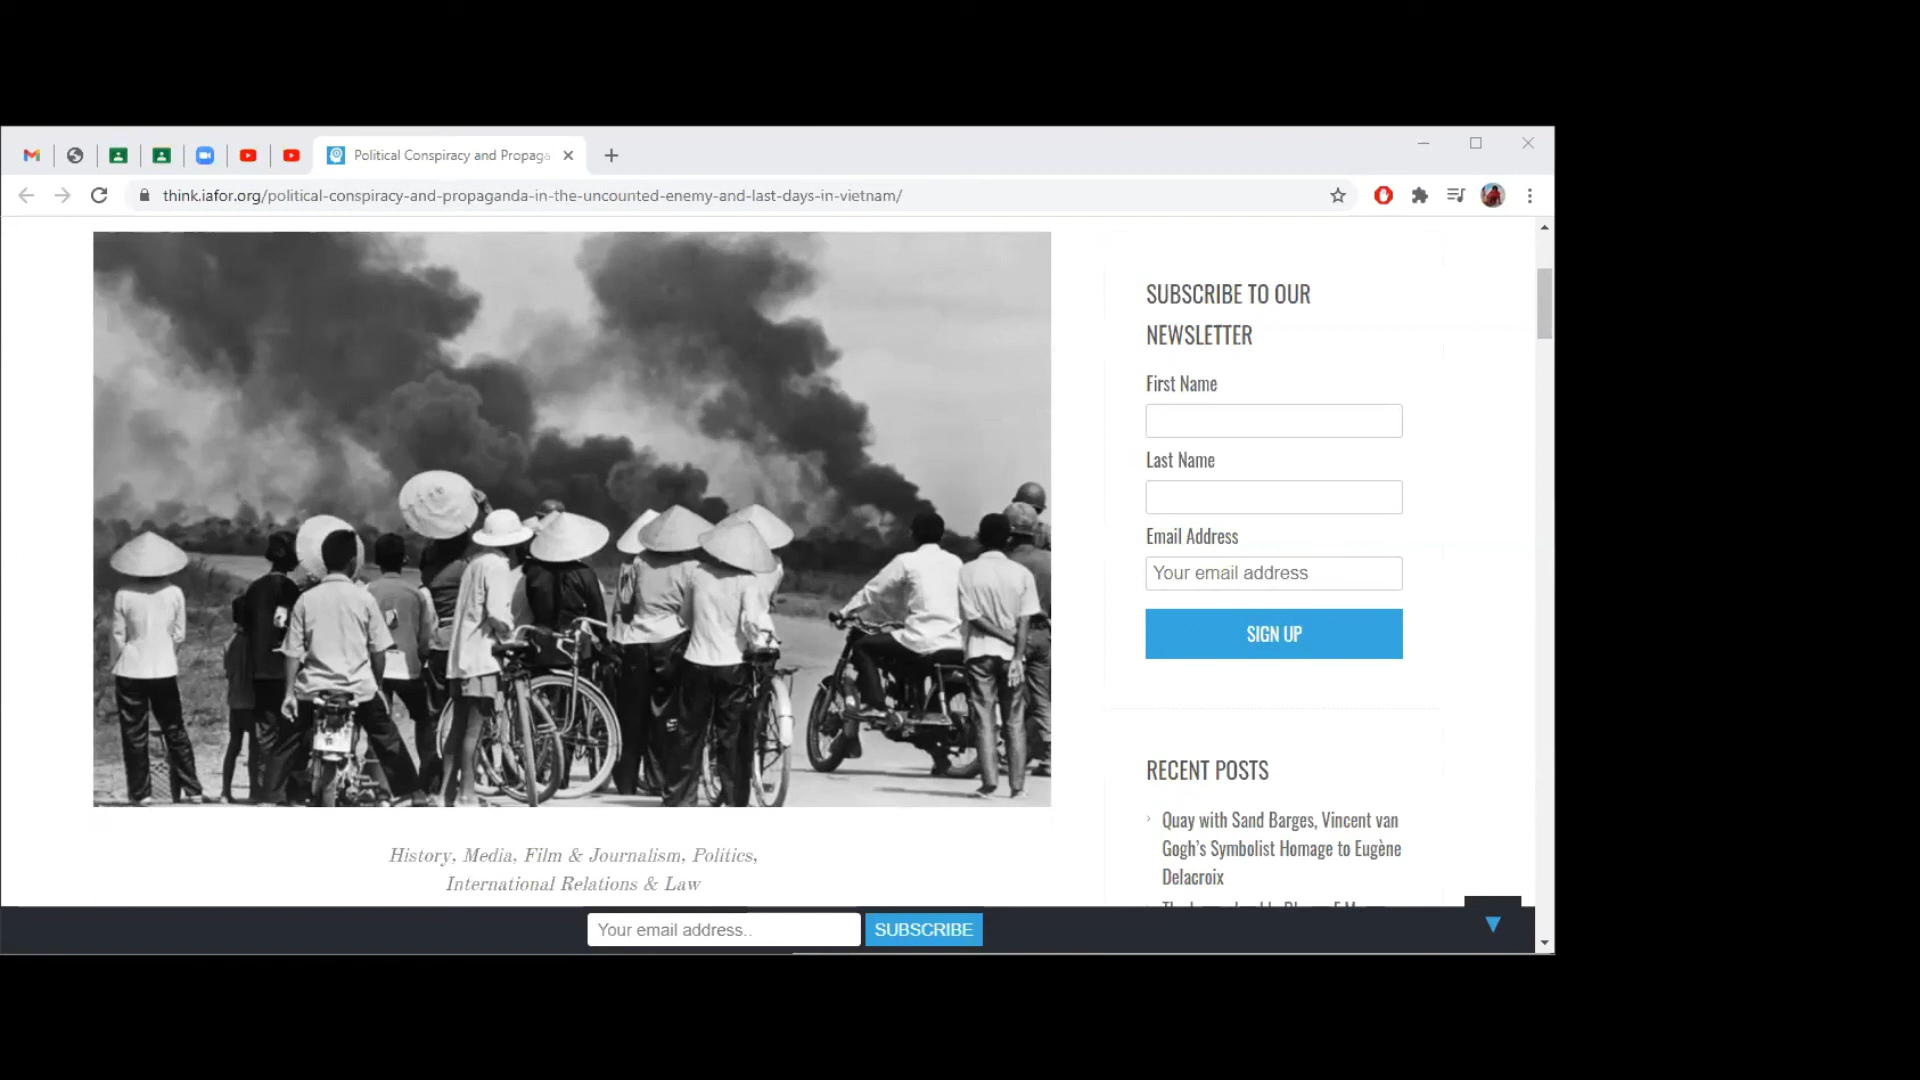 Political Conspiracy and Propaga
think.iafor.org/political-conspiracy-and-propaganda-in-the-uncounted-enemy-and-last-days-in-vietnam/
SUBSCRIBE TO OUR
NEWSLETTER
First Name
Last Name
Email Address
Your email address
SIGN UP
RECENT POSTS
Quay with Sand Barges, Vincent van
Gogh's Symbolist Homage to Eugène
Delacroix
History, Media, Film & Journalism, Politics,
International Relations & Law
Your email address..
SUBSCRIBE